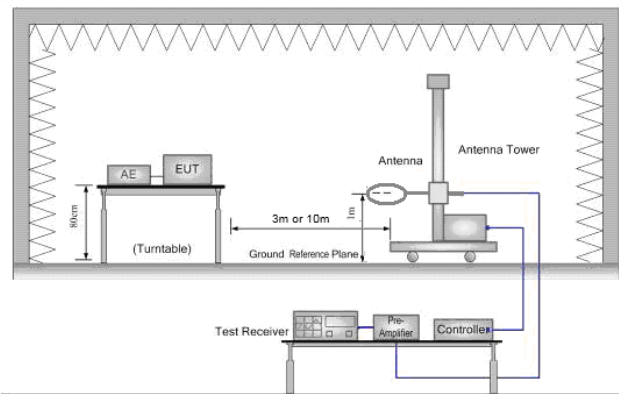 Antenna
Antenna Tower
AE
EUT
80cm
1m
3m or 10m
(Turntable)
Ground Reference Plane
Test Receiver
Pre-
Amplifier
Controller